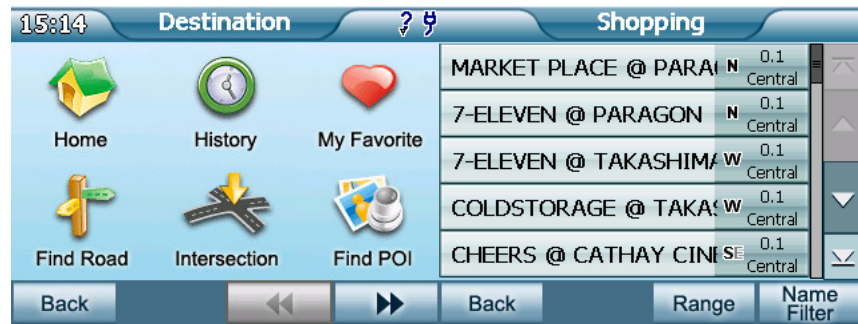 15:14 Destination
Home History My Favorite
Find Road Intersection Find POI
Back
Shopping
MARKET PLACE @ PARA N 0.1 Central
7-ELEVEN @ PARAGON N 0.1 Central
7-ELEVEN @ TAKASHIMA W 0.1 Central
COLDSTORAGE @ TAKAS W 0.1 Central
CHEERS @ CATHAY CIN SE 0.1 Central
Back Range Name Filter